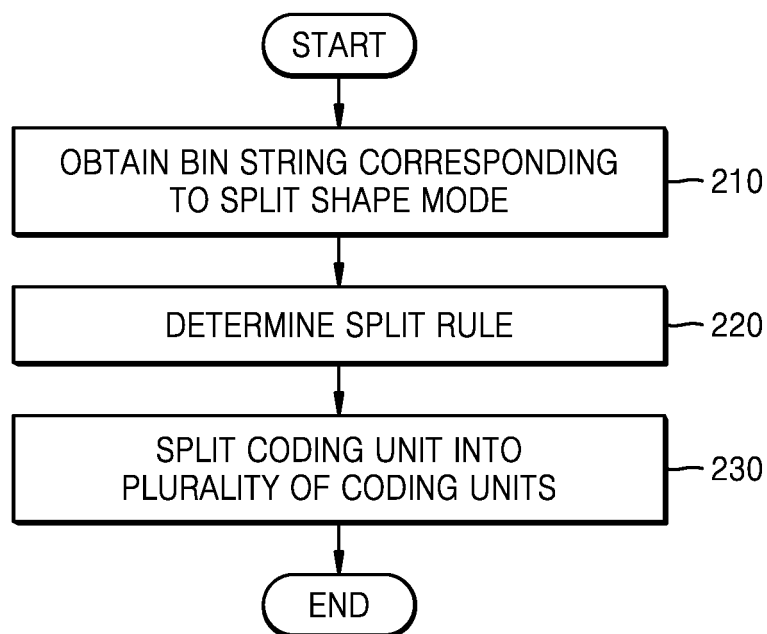 START
OBTAIN BIN STRING CORRESPONDING
TO SPLIT SHAPE MODE
210
DETERMINE SPLIT RULE
220
SPLIT CODING UNIT INTO
PLURALITY OF CODING UNITS
230
END